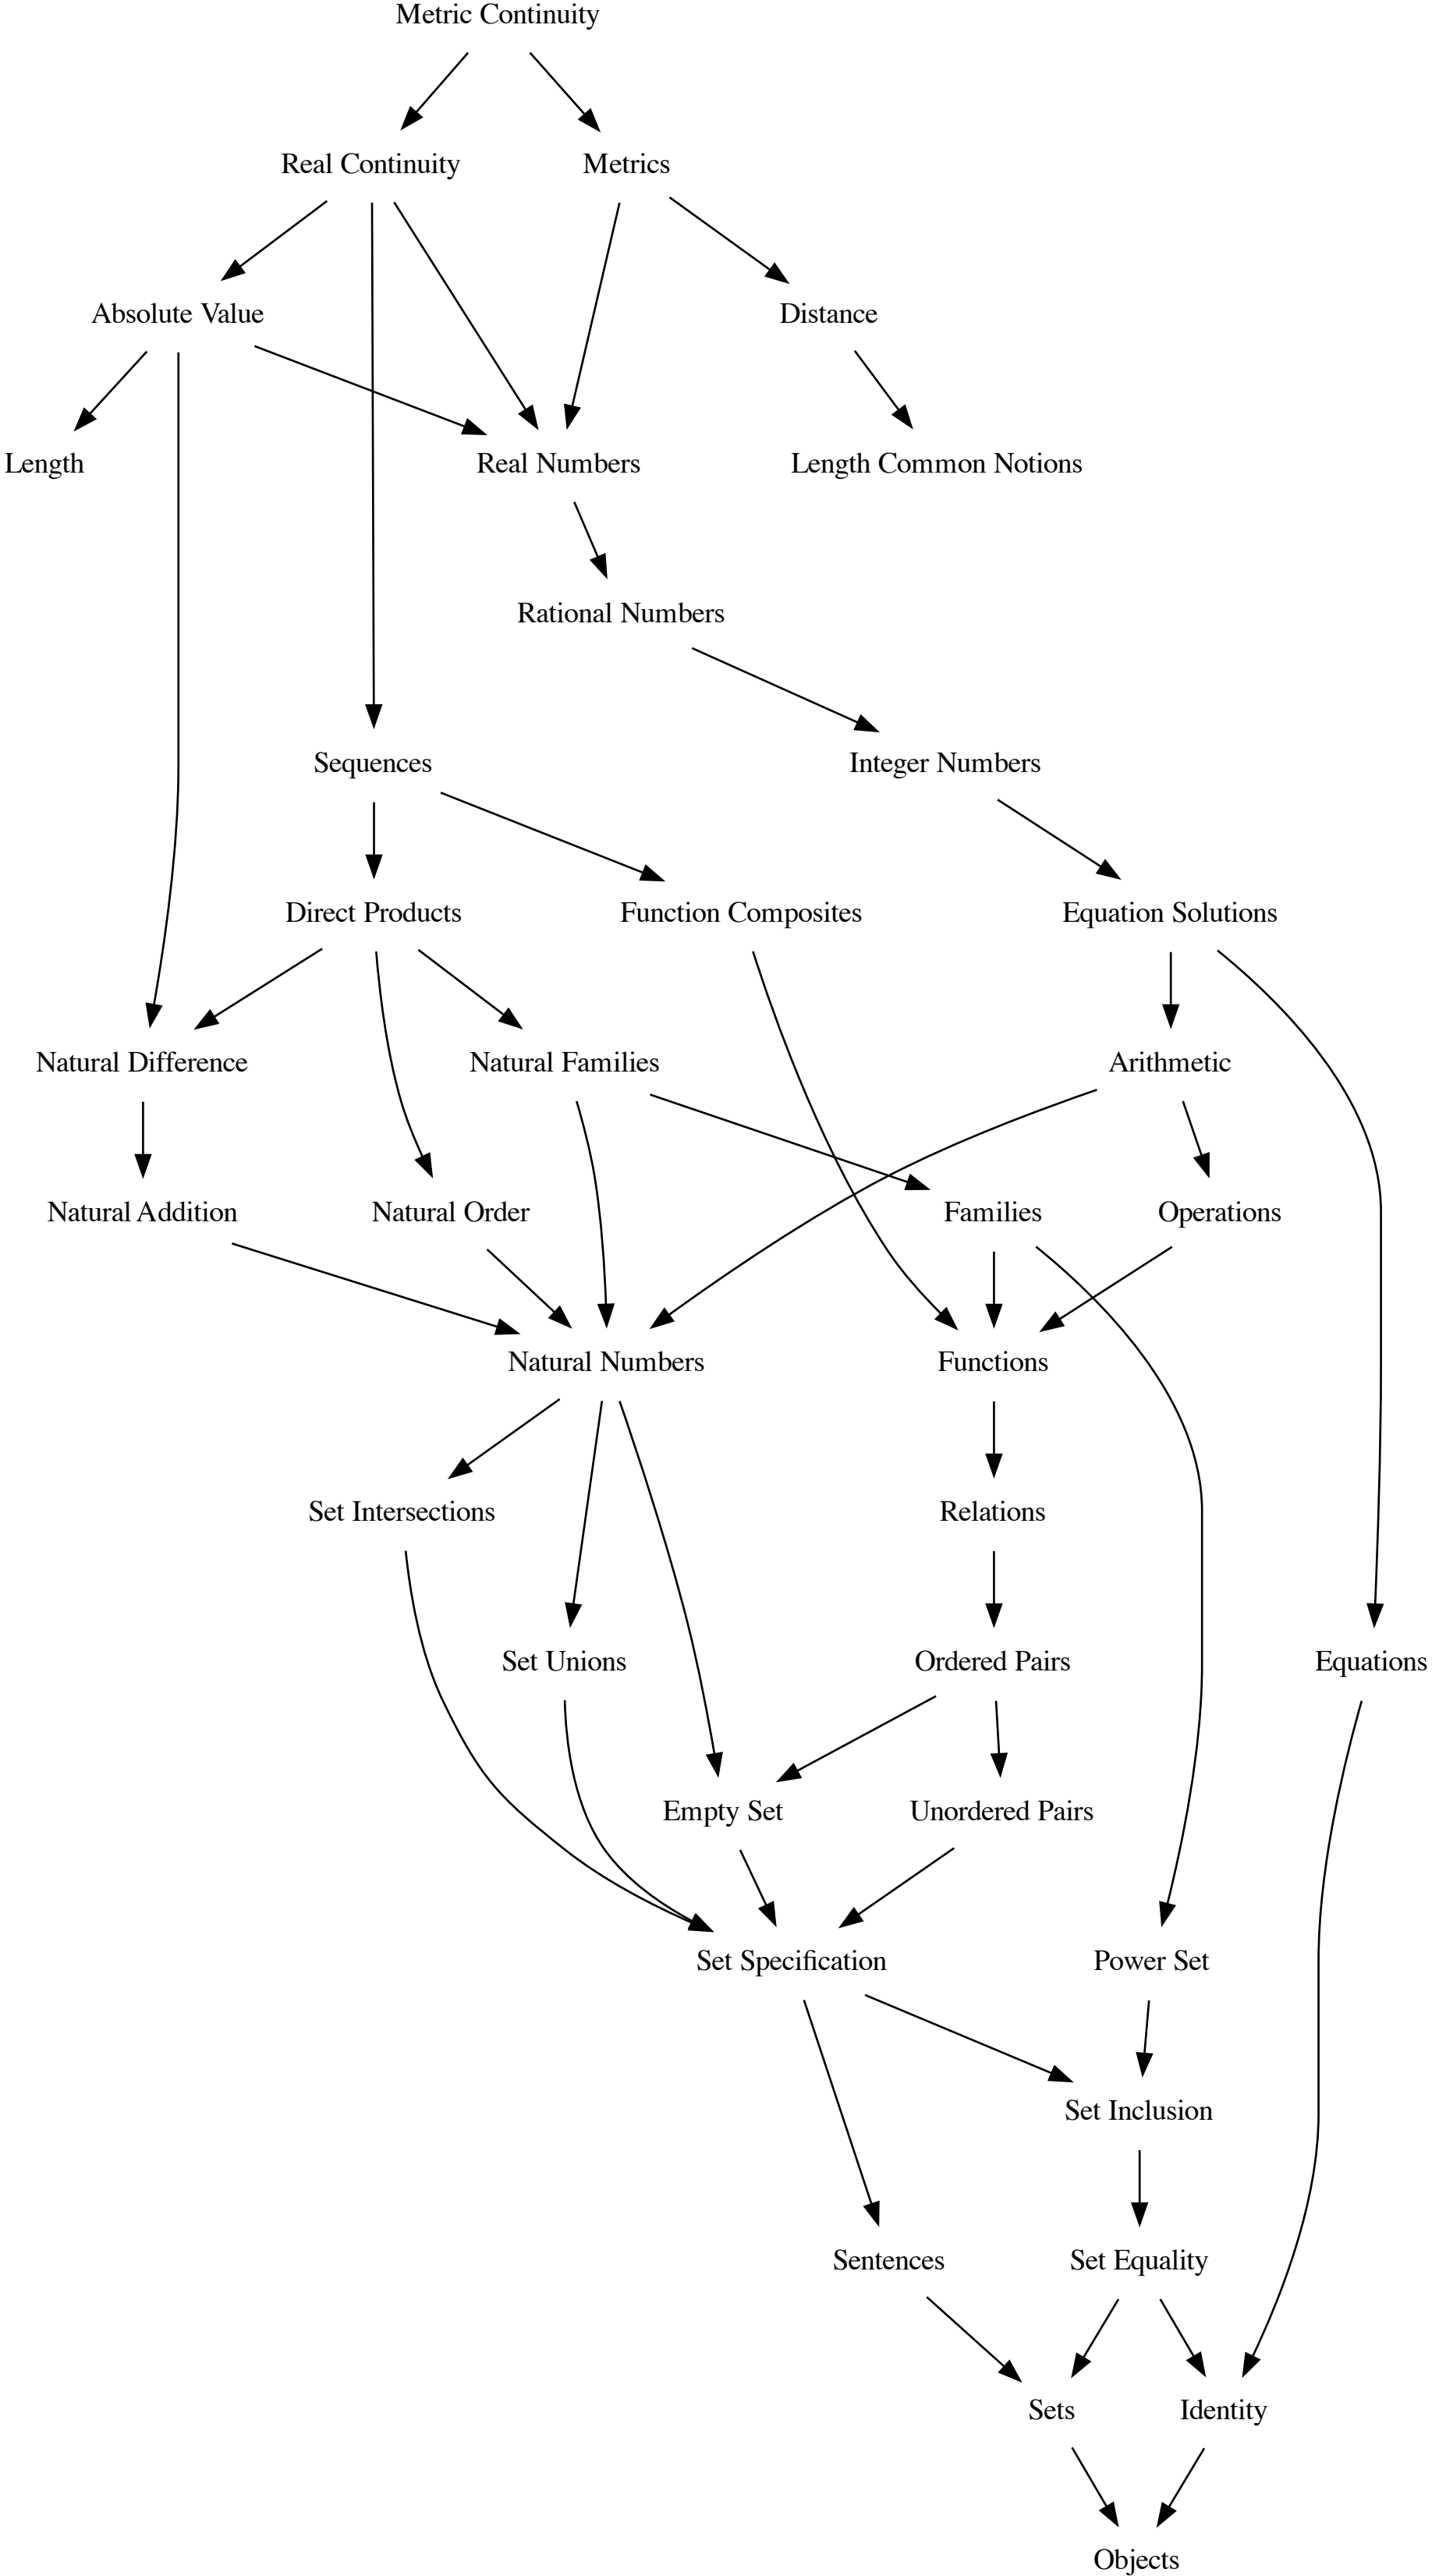 Metric Continuity
Real Continuity
Metrics
Absolute Value
Distance
Length
Real Numbers
Length Common Notions
Rational Numbers
Sequences
Integer Numbers
Direct Products
Function Composites
Equation Solutions
Natural Difference
Natural Families
Arithmetic
Natural Addition
Natural Order
Families
Operations
Natural Numbers
Functions
Set Intersections
Relations
Set Unions
Ordered Pairs
Equations
Empty Set
Unordered Pairs
Set Specification
Power Set
Set Inclusion
Sentences
Set Equality
Sets
Identity
Objects